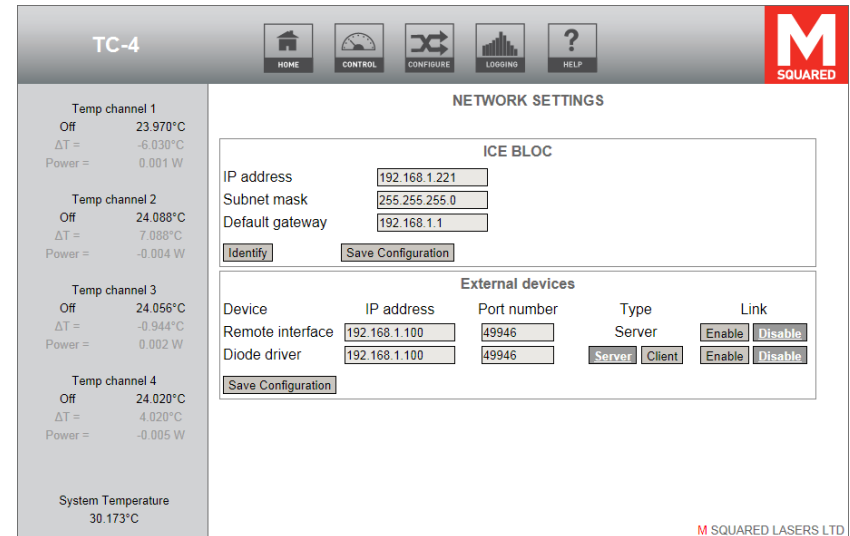 TC-4
HOME
CONTROL
CONFIGURE
LOGGING
? HELP
M SQUARED
Temp channel 1
Off 23.970°C
ΔT = -6.030°C
Power = 0.001 W
Temp channel 2
Off 24.088°C
ΔT = 7.088°C
Power = -0.004 W
Temp channel 3
Off 24.056°C
ΔT = -0.944°C
Power = 0.002 W
Temp channel 4
Off 24.020°C
ΔT = 4.020°C
Power = -0.005 W
System Temperature
30.173°C
NETWORK SETTINGS
ICE BLOC
IP address 192.168.1.221
Subnet mask 255.255.255.0
Default gateway 192.168.1.1
Identify Save Configuration
External devices
Device IP address Port number Type Link
Remote interface 192.168.1.100 49946 Server Enable Disable
Diode driver 192.168.1.100 49946 Server Client Enable Disable
Save Configuration
M SQUARED LASERS LTD